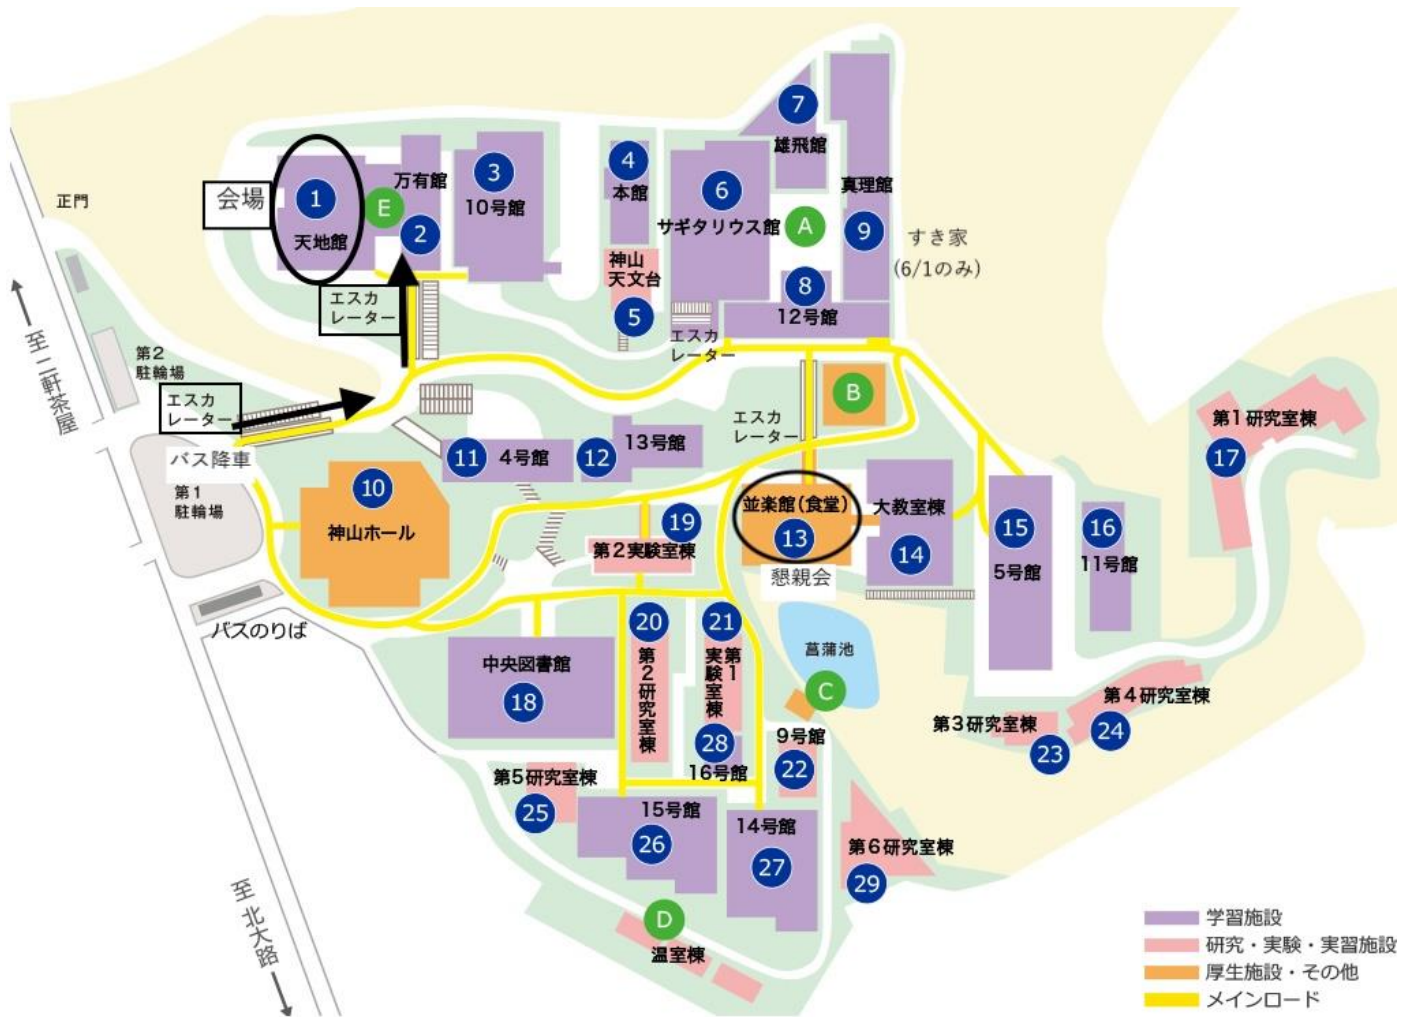 7
雄飛館
4
本館
3
10号館
万有館
6
サギタリウス館
真理館
A
9
すき家
(6/1のみ)
会場
1
天地館
E
2
正門
神山
天文台
5
8
12号館
エスカ
レーター
エスカ
レーター
至 二軒茶屋
第2
駐輪場
エスカ
レーター
B
エスカ
レーター
第1研究室棟
17
バス降車
11
4号館
12
13号館
第1
駐輪場
10
神山ホール
並楽館(食堂)
13
懇親会
大教室棟
14
15
5号館
16
11号館
19
第2実験室棟
バスのりば
20
第2研究室棟
21
第1
実験室棟
菖蒲池
C
中央図書館
18
28
16号館
9号館
22
第3研究室棟
23
第4研究室棟
24
第5研究室棟
25
15号館
26
14号館
27
第6研究室棟
29
至 北大路
D
温室棟
学習施設
研究・実験・実習施設
厚生施設・その他
メインロード